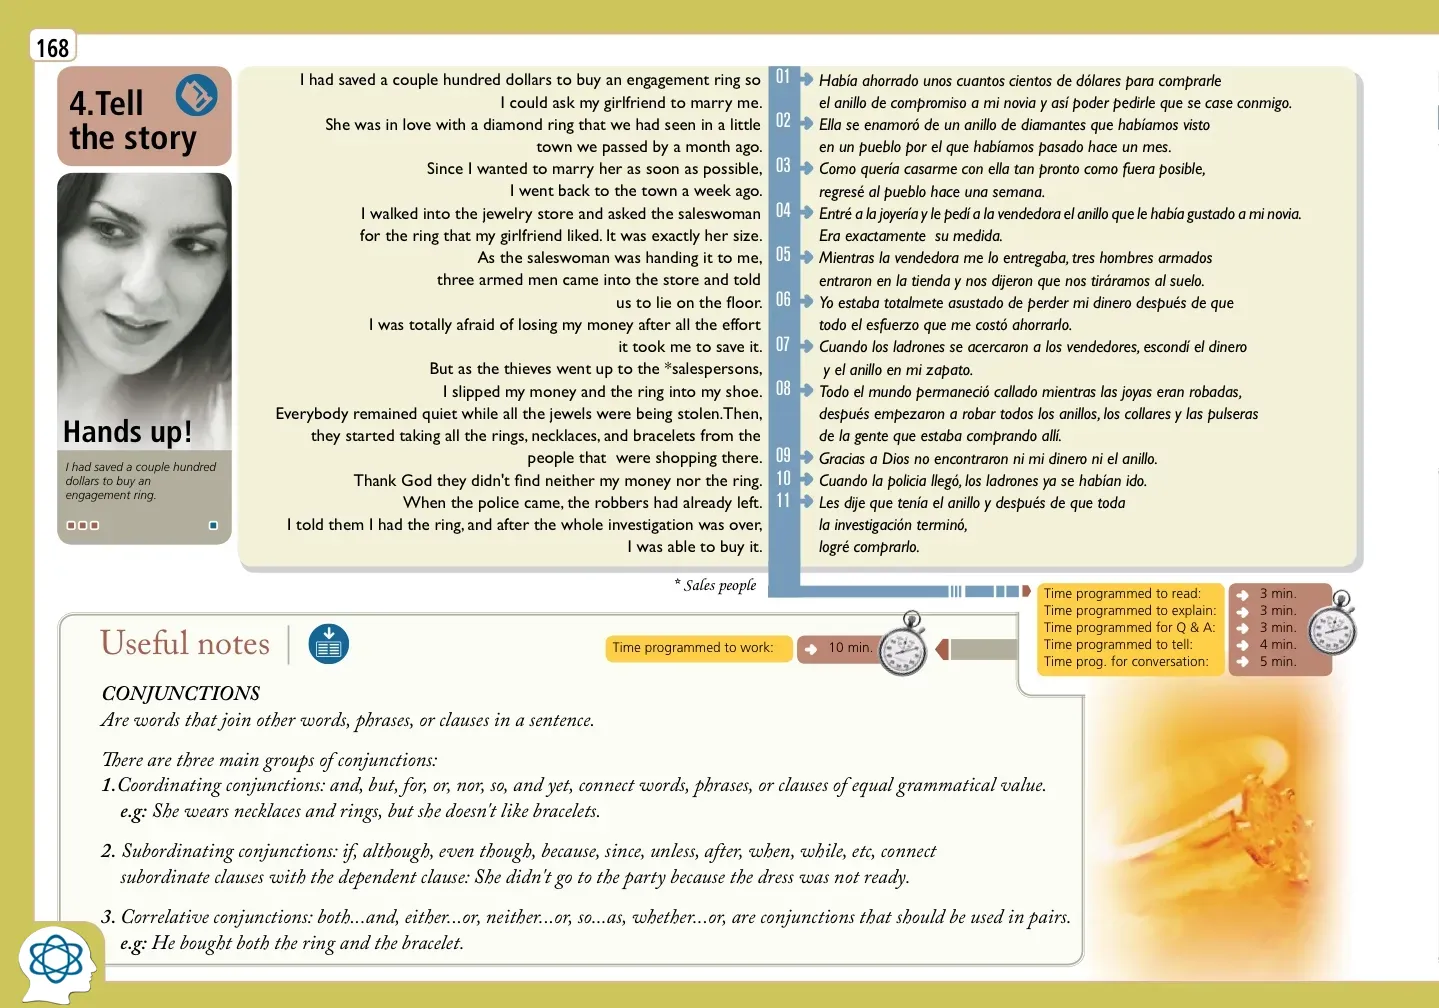 168
4.Tell
the story
Hands up!
I had saved a couple hundred
dollars to buy an
engagement ring.
I had saved a couple hundred dollars to buy an engagement ring so
I could ask my girlfriend to marry me.
She was in love with a diamond ring that we had seen in a little
town we passed by a month ago.
Since I wanted to marry her as soon as possible,
I went back to the town a week ago.
I walked into the jewelry store and asked the saleswoman
for the ring that my girlfriend liked. It was exactly her size.
As the saleswoman was handing it to me,
three armed men came into the store and told
us to lie on the floor.
I was totally afraid of losing my money after all the effort
it took me to save it.
But as the thieves went up to the *salespersons,
I slipped my money and the ring into my shoe.
Everybody remained quiet while all the jewels were being stolen.Then,
they started taking all the rings, necklaces, and bracelets from the
people that were shopping there.
Thank God they didn't find neither my money nor the ring.
When the police came, the robbers had already left.
I told them I had the ring, and after the whole investigation was over,
I was able to buy it.
* Sales people
01
02
03
04
05
06
07
08
09
10
11
Había ahorrado unos cuantos cientos de dólares para comprarle
el anillo de compromiso a mi novia y así poder pedirle que se case conmigo.
Ella se enamoró de un anillo de diamantes que habíamos visto
en un pueblo por el que habíamos pasado hace un mes.
Como quería casarme con ella tan pronto como fuera posible,
regresé al pueblo hace una semana.
Entré a la joyería y le pedí a la vendedora el anillo que le había gustado a mi novia.
Era exactamente su medida.
Mientras la vendedora me lo entregaba, tres hombres armados
entraron en la tienda y nos dijeron que nos tiráramos al suelo.
Yo estaba totalmete asustado de perder mi dinero después de que
todo el esfuerzo que me costó ahorrarlo.
Cuando los ladrones se acercaron a los vendedores, escondí el dinero
y el anillo en mi zapato.
Todo el mundo permaneció callado mientras las joyas eran robadas,
después empezaron a robar todos los anillos, los collares y las pulseras
de la gente que estaba comprando allí.
Gracias a Dios no encontraron ni mi dinero ni el anillo.
Cuando la policia llegó, los ladrones ya se habían ido.
Les dije que tenía el anillo y después de que toda
la investigación terminó,
logré comprarlo.
Time programmed to read: 3 min.
Time programmed to explain: 3 min.
Time programmed for Q & A: 3 min.
Time programmed to tell: 4 min.
Time prog. for conversation: 5 min.
Useful notes
Time programmed to work: 10 min.
CONJUNCTIONS
Are words that join other words, phrases, or clauses in a sentence.
There are three main groups of conjunctions:
1.Coordinating conjunctions: and, but, for, or, nor, so, and yet, connect words, phrases, or clauses of equal grammatical value.
e.g: She wears necklaces and rings, but she doesn't like bracelets.
2. Subordinating conjunctions: if, although, even though, because, since, unless, after, when, while, etc, connect
subordinate clauses with the dependent clause: She didn't go to the party because the dress was not ready.
3. Correlative conjunctions: both...and, either...or, neither...or, so...as, whether...or, are conjunctions that should be used in pairs.
e.g: He bought both the ring and the bracelet.